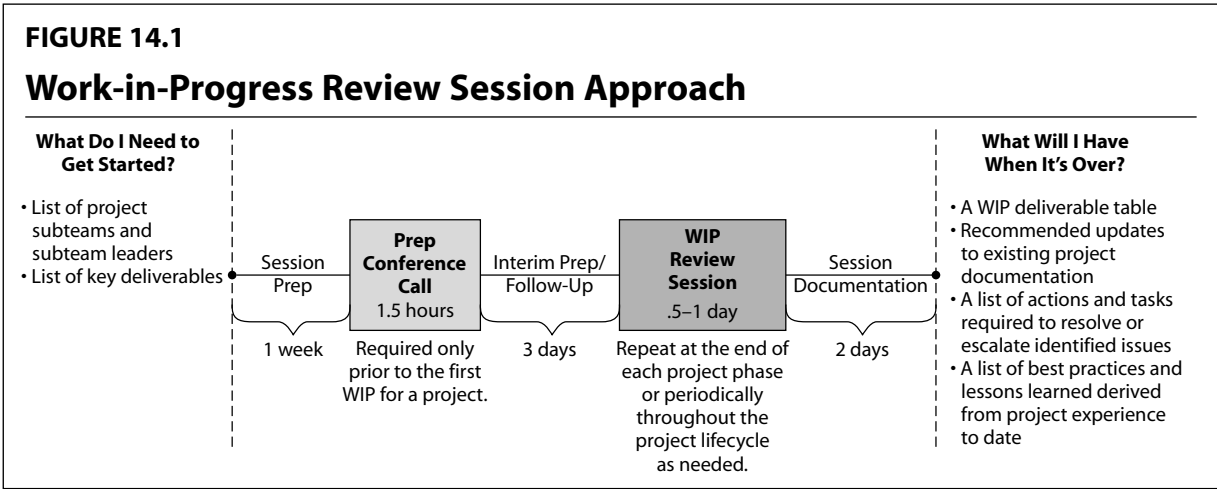 FIGURE 14.1
Work-in-Progress Review Session Approach
What Do I Need to
Get Started?
• List of project
subteams and
subteam leaders
• List of key deliverables
Session
Prep
1 week
Prep
Conference
Call
1.5 hours
Required only
prior to the first
WIP for a project.
Interim Prep/
Follow-Up
3 days
WIP
Review
Session
.5–1 day
Repeat at the end of
each project phase
or periodically
throughout the
project lifecycle
as needed.
Session
Documentation
2 days
What Will I Have
When It's Over?
• A WIP deliverable table
• Recommended updates
to existing project
documentation
• A list of actions and tasks
required to resolve or
escalate identified issues
• A list of best practices and
lessons learned derived
from project experience
to date